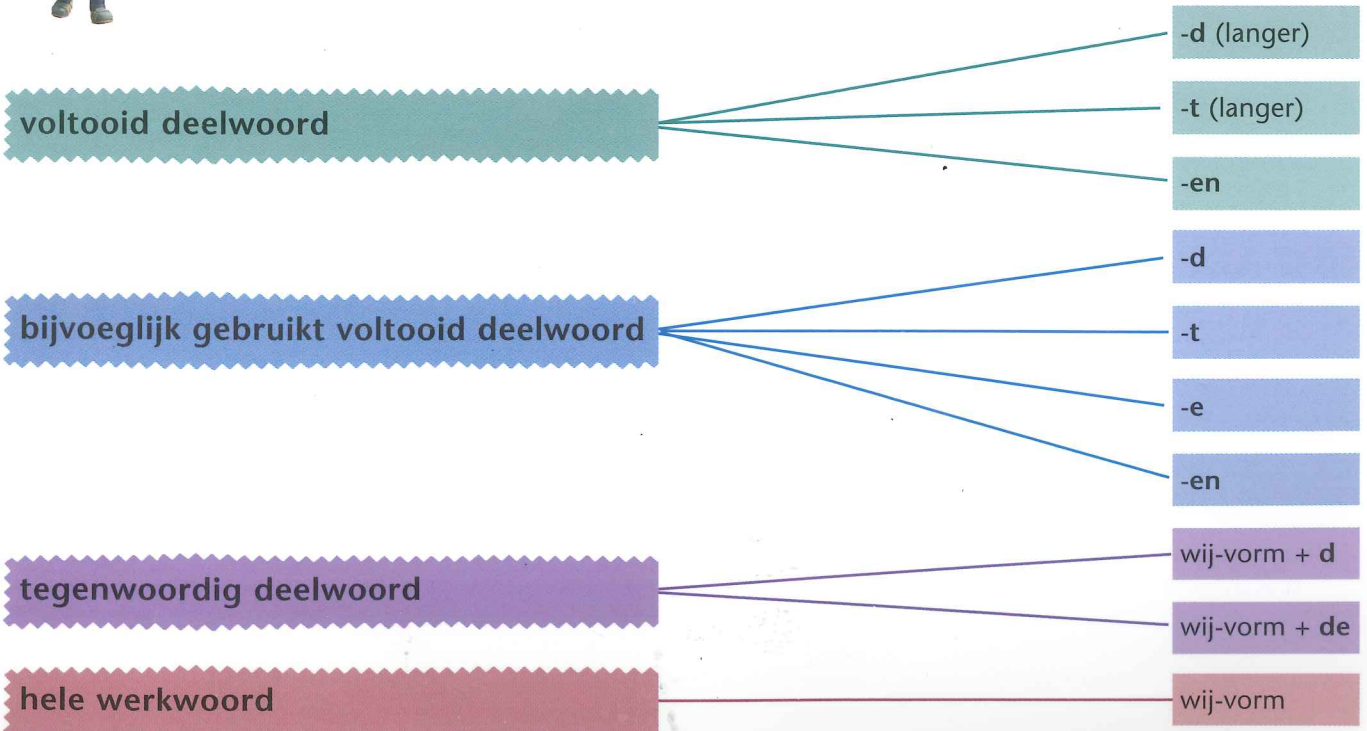 voltooid deelwoord
-d (langer)
-t (langer)
-en
bijvoeglijk gebruikt voltooid deelwoord
-d
-t
-e
-en
tegenwoordig deelwoord
wij-vorm + d
wij-vorm + de
hele werkwoord
wij-vorm